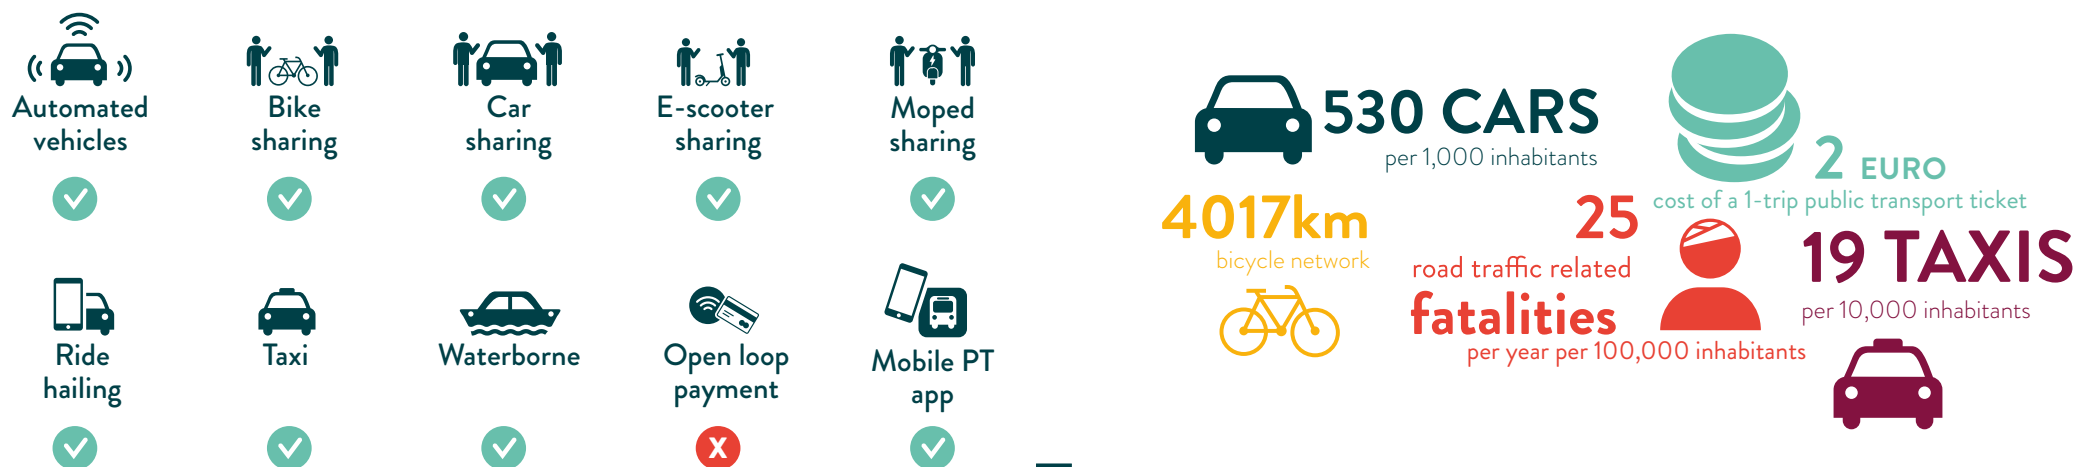 Automated
vehicles
Bike
sharing
Car
sharing
E-scooter
sharing
Moped
sharing
Ride
hailing
Taxi
Waterborne
Open loop
payment
X
Mobile PT
app
530 CARS
per 1,000 inhabitants
2 EURO
cost of a 1-trip public transport ticket
4017km
bicycle network
25
road traffic related
fatalities
per year per 100,000 inhabitants
19 TAXIS
per 10,000 inhabitants